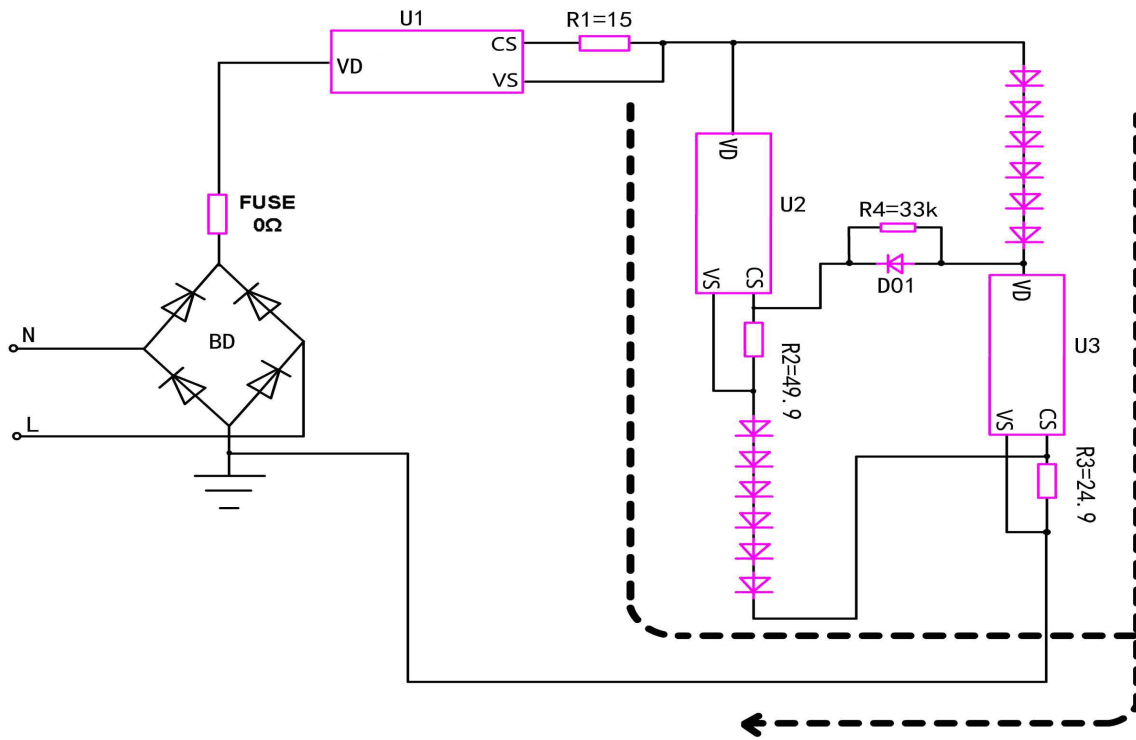 U1
R1=15
CS
VD
VS
FUSE
0Ω
VD
U2
R4=33k
VS
CS
DO1
VD
N
BD
R2=49.9
U3
L
VS
CS
R3=24.9